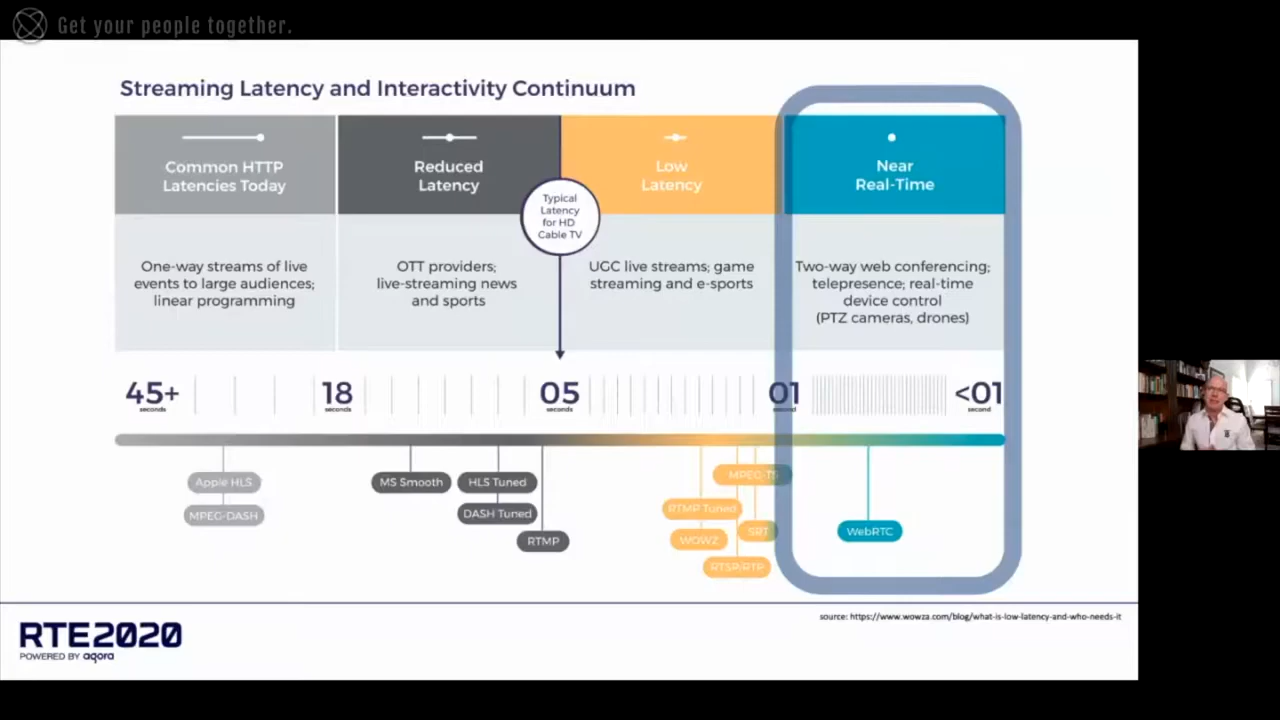 Get your people together.
Streaming Latency and Interactivity Continuum
Common HTTP
Latencies Today
Reduced
Latency
Low
Latency
Near
Real-Time
Typical
Latency
for HD
Cable TV
One-way streams of live
events to large audiences;
linear programming
OTT providers;
live-streaming news
and sports
UGC live streams; game
streaming and e-sports
Two-way web conferencing;
telepresence; real-time
device control
(PTZ cameras, drones)
45+
seconds
18
seconds
05
seconds
01
second
<01
second
Apple HLS
MPEG-DASH
MS Smooth
HLS Tuned
DASH Tuned
RTMP
MPEG-TS
RTMP Tuned
WOWZ
SRT
RTSP/RTP
WebRTC
source: https://www.wowza.com/blog/what-is-low-latency-and-who-needs-it
RTE2020
POWERED BY agora